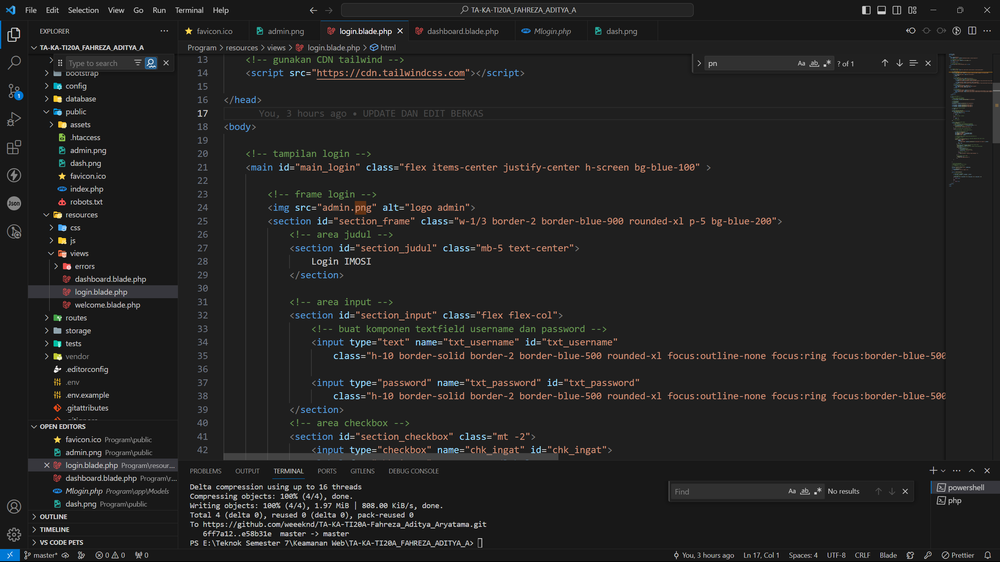 File Edit Selection View Go Run Terminal Help
TA-KA-TI20A_FAHREZA_ADITYA_A
EXPLORER
TA-KA-TI20A_FAHREZA_ADITYA_A
Type to search
bootstrap
config
database
public
assets
.htaccess
admin.png
dash.png
favicon.ico
index.php
robots.txt
resources
css
js
views
errors
dashboard.blade.php
login.blade.php
welcome.blade.php
routes
storage
tests
vendor
.editorconfig
.env
.env.example
.gitattributes
OPEN EDITORS
favicon.ico Program\public
admin.png Program\public
login.blade.php Program\resour...
dashboard.blade.php Program\r...
Mlogin.php Program\app\Models
dash.png Program\public
OUTLINE
TIMELINE
VS CODE PETS
favicon.ico admin.png login.blade.php dashboard.blade.php Mlogin.php dash.png
Program > resources > views > login.blade.php > html
pn Aa ab, .* ? of 1
13 <!-- gunakan CDN tailwind -->
14 <script src="https://cdn.tailwindcss.com"></script>
15
16 </head>
17 You, 3 hours ago • UPDATE DAN EDIT BERKAS
18 <body>
19
20 <!-- tampilan login -->
21 <main id="main_login" class="flex items-center justify-center h-screen bg-blue-100" >
22
23 <!-- frame login -->
24 <img src="admin.png" alt="logo admin">
25 <section id="section_frame" class="w-1/3 border-2 border-blue-900 rounded-xl p-5 bg-blue-200">
26 <!-- area judul -->
27 <section id="section_judul" class="mb-5 text-center">
28 Login IMOSI
29 </section>
30
31 <!-- area input -->
32 <section id="section_input" class="flex flex-col">
33 <!-- buat komponen textfield username dan password -->
34 <input type="text" name="txt_username" id="txt_username"
35 class="h-10 border-solid border-2 border-blue-500 rounded-xl focus:outline-none focus:ring focus:border-blue-500
36
37 <input type="password" name="txt_password" id="txt_password"
38 class="h-10 border-solid border-2 border-blue-500 rounded-xl focus:outline-none focus:ring focus:border-blue-500
39 </section>
40 <!-- area checkbox -->
41 <section id="section_checkbox" class="mt -2">
42 <input type="checkbox" name="chk_ingat" id="chk_ingat">
PROBLEMS OUTPUT TERMINAL PORTS GITLENS DEBUG CONSOLE
Delta compression using up to 16 threads
Compressing objects: 100% (4/4), done.
Writing objects: 100% (4/4), 1.97 MiB | 808.00 KiB/s, done.
Total 4 (delta 0), reused 0 (delta 0), pack-reused 0
To https://github.com/weeeknd/TA-KA-TI20A-Fahreza_Aditya_Aryatama.git
6ff7a12..e58b31e master -> master
PS E:\Teknok Semester 7\Keamanan Web\TA-KA-TI20A_FAHREZA_ADITYA_A>
Find Aa ab, .* No results
powershell
php
Json
1
master* 0 0 0 You, 3 hours ago Ln 17, Col 1 Spaces: 4 UTF-8 CRLF Blade Prettier